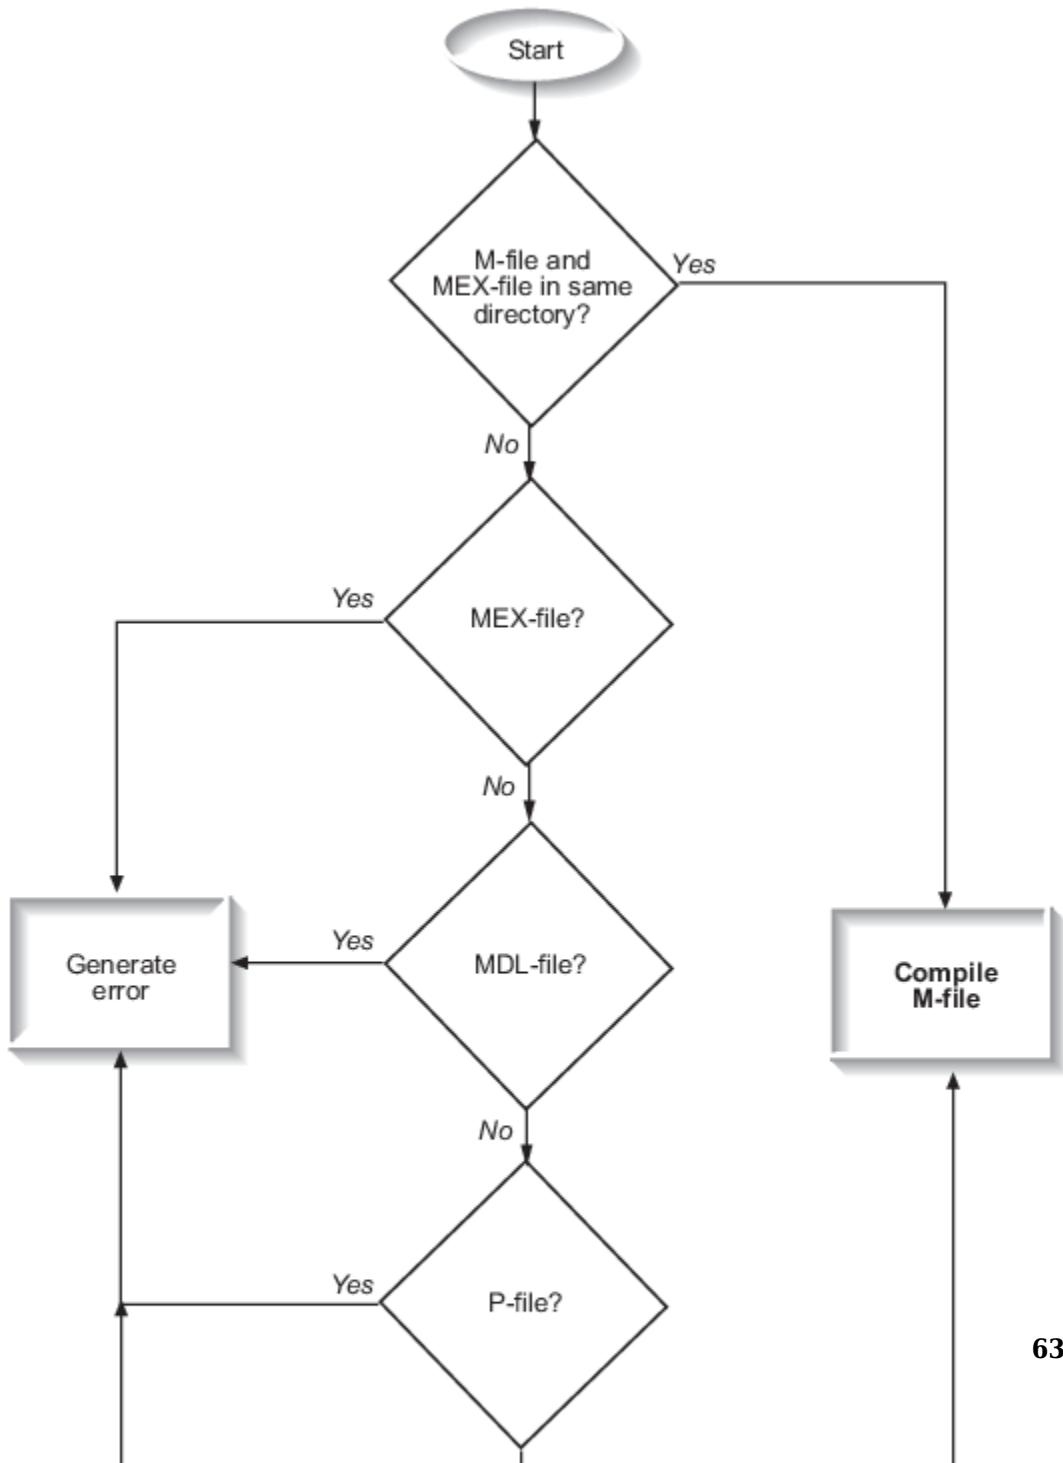 Start
M-file and
MEX-file in same
directory?
Yes
No
MEX-file?
Yes
No
MDL-file?
Yes
Generate
error
Compile
M-file
No
P-file?
Yes
63